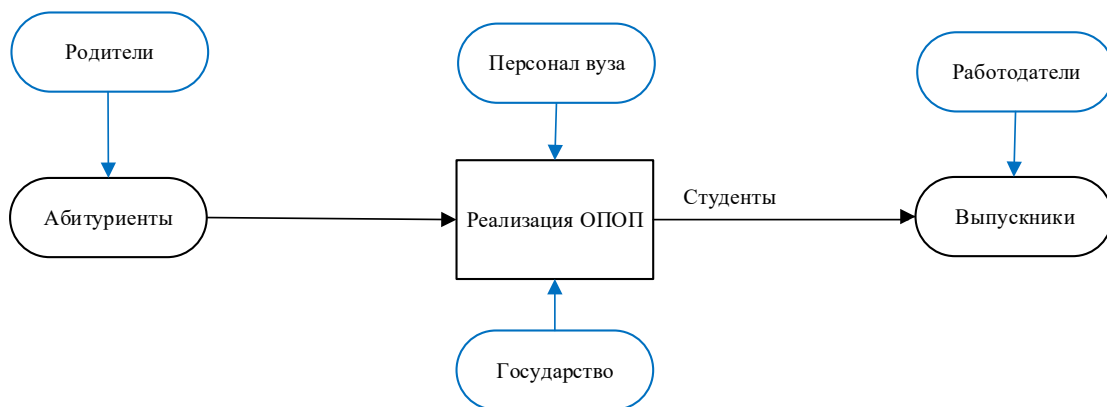 Родители
Персонал вуза
Работодатели
Абитуриенты
Реализация ОПОП
Студенты
Выпускники
Государство